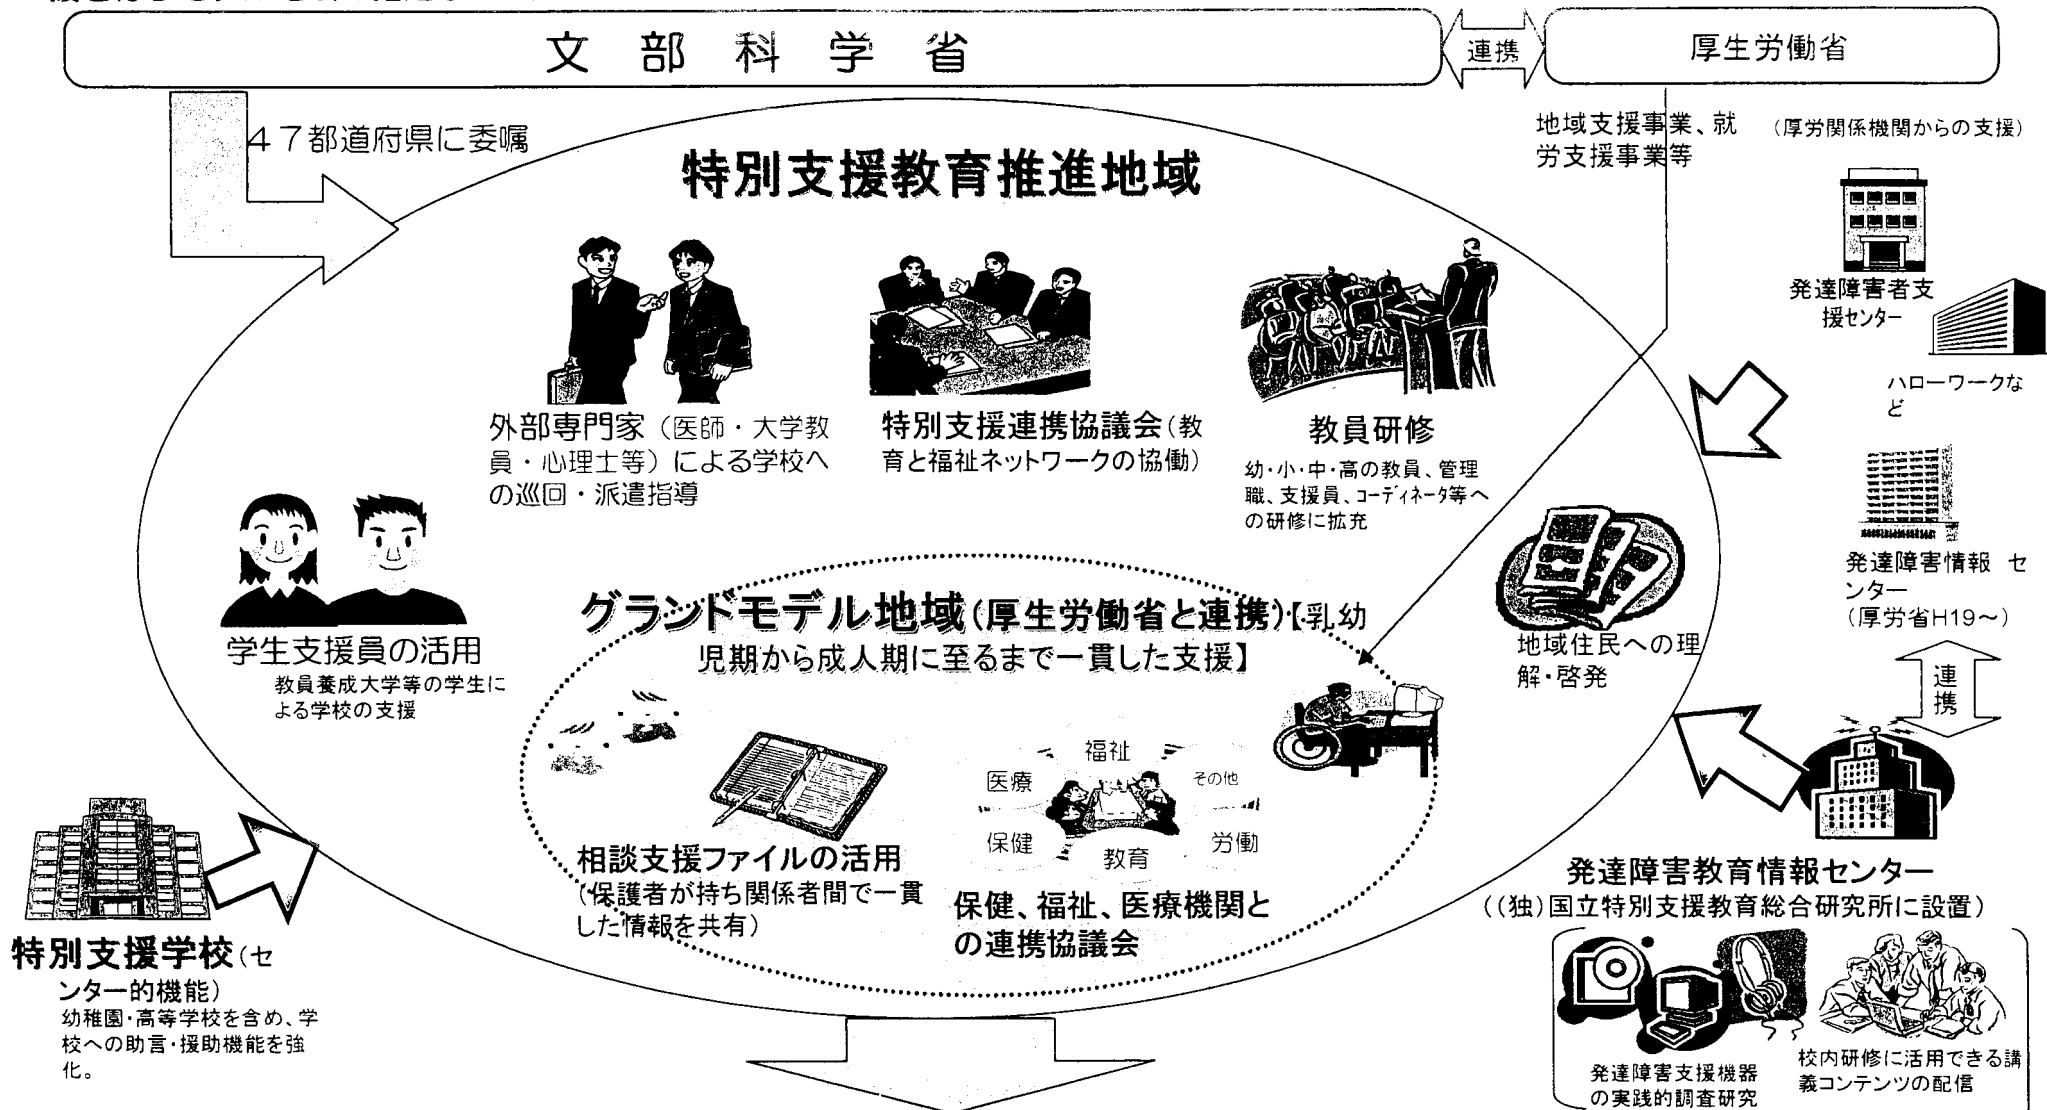 文部科学省
連携
厚生労働省
47都道府県に委嘱
地域支援事業、就
労支援事業等
(厚労関係機関からの支援)
特別支援教育推進地域
発達障害者支
援センター
ハローワークな
ど
外部専門家（医師・大学教
員・心理士等）による学校へ
の巡回・派遣指導
特別支援連携協議会(教
育と福祉ネットワークの協働)
教員研修
幼・小・中・高の教員、管理
職、支援員、コーディネータ等へ
の研修に拡充
発達障害情報 セ
ンター
(厚労省H19～)
連
携
学生支援員の活用
教員養成大学等の学生に
よる学校の支援
グランドモデル地域(厚生労働省と連携)【乳幼
児期から成人期に至るまで一貫した支援】
地域住民への理
解・啓発
福祉
医療
その他
保健
教育
労働
相談支援ファイルの活用
(保護者が持ち関係者間で一貫
した情報を共有)
保健、福祉、医療機関と
の連携協議会
特別支援学校(セ
ンター的機能)
幼稚園・高等学校を含め、学
校への助言・援助機能を強
化。
発達障害教育情報センター
((独)国立特別支援教育総合研究所に設置)
発達障害支援機器
の実践的調査研究
校内研修に活用できる講
義コンテンツの配信